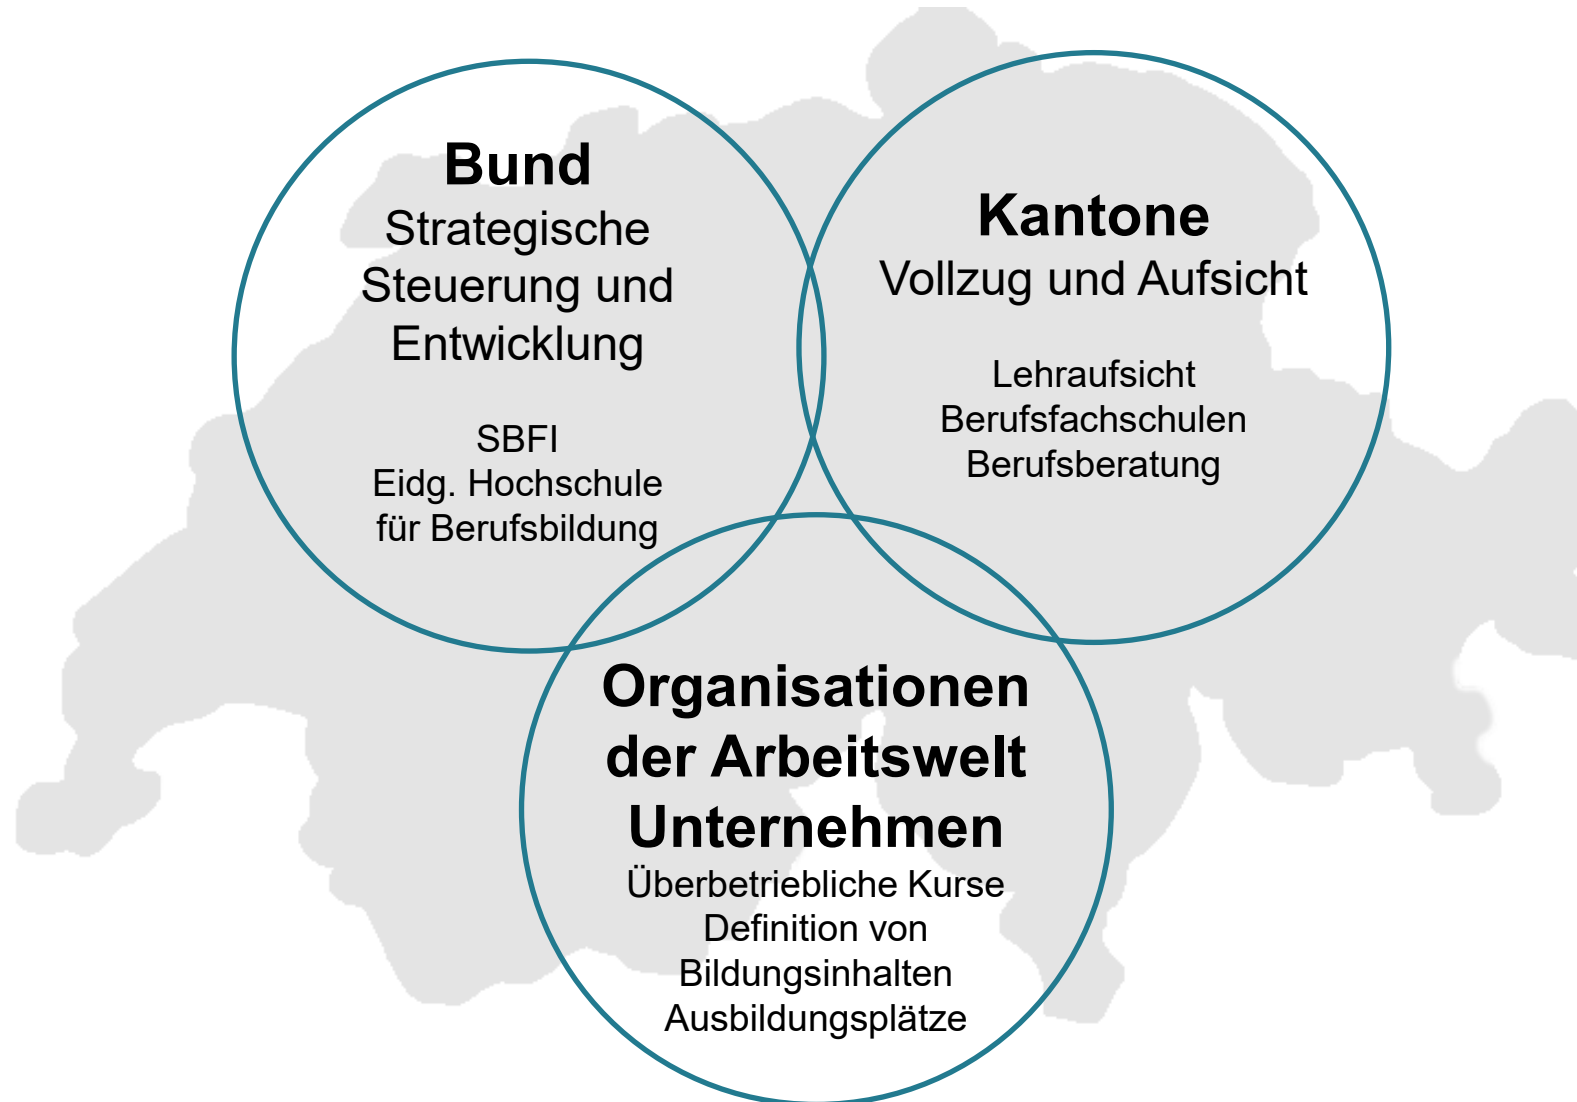 Bund
Strategische
Steuerung und
Entwicklung
SBFI
Eidg. Hochschule
für Berufsbildung
Kantone
Vollzug und Aufsicht
Lehraufsicht
Berufsfachschulen
Berufsberatung
Organisationen
der Arbeitswelt
Unternehmen
Überbetriebliche Kurse
Definition von
Bildungsinhalten
Ausbildungsplätze